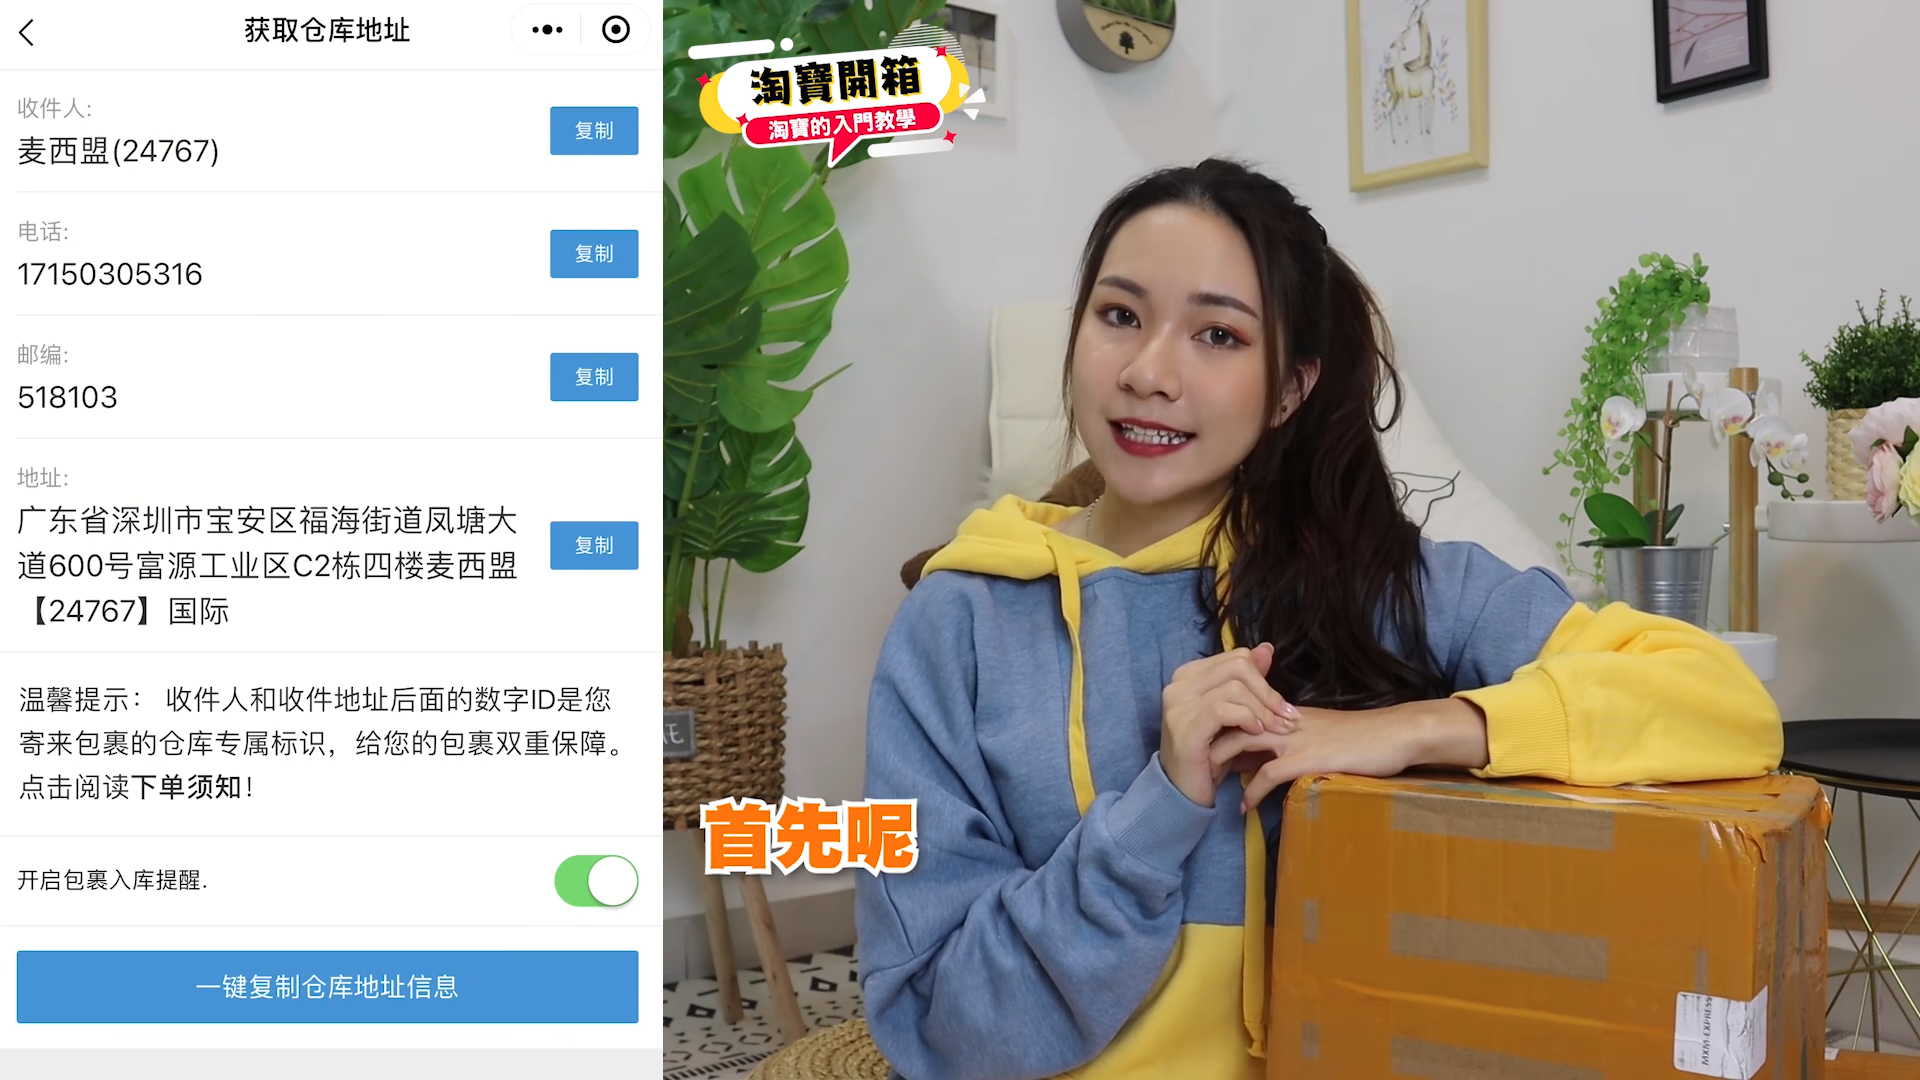 获取仓库地址
收件人:
麦西盟(24767)
复制
电话:
17150305316
复制
邮编:
518103
复制
地址:
广东省深圳市宝安区福海街道凤塘大
道600号富源工业区C2栋四楼麦西盟
【24767】国际
复制
温馨提示： 收件人和收件地址后面的数字ID是您
寄来包裹的仓库专属标识，给您的包裹双重保障。
点击阅读下单须知！
开启包裹入库提醒.
一键复制仓库地址信息
淘寶開箱
淘寶的入門教學
首先呢
MXM-EXPRESS